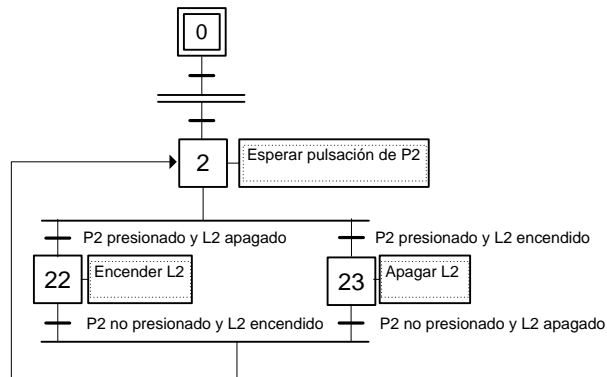 0
2
Esperar pulsación de P2
P2 presionado y L2 apagado
P2 presionado y L2 encendido
22
Encender L2
23
Apagar L2
P2 no presionado y L2 encendido
P2 no presionado y L2 apagado